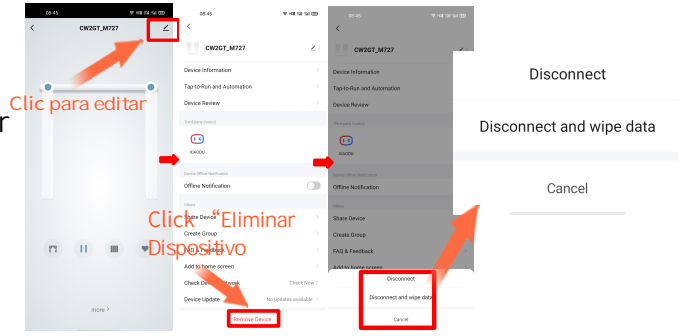 08:45
CW2GT_M727
Clic para editar
r
more >
08:45
CW2GT_M727
Device Information
Tap-to-Run and Automation
Device Review
Third-party Control
XIAODU
Device Offline Notification
Offline Notification
Others
Share Device
Create Group
FAQ & Feedback
Add to home screen
Check Device Network Check Now >
Device Update No updates available >
Remove Device
Click “Eliminar
Dispositivo
08:45
CW2GT_M727
Device Information
Tap-to-Run and Automation
Device Review
Third-party Control
XIAODU
Device Offline Notification
Offline Notification
Others
Share Device
Create Group
FAQ & Feedback
Add to home screen
Disconnect
Disconnect and wipe data
Cancel
Disconnect
Disconnect and wipe data
Cancel